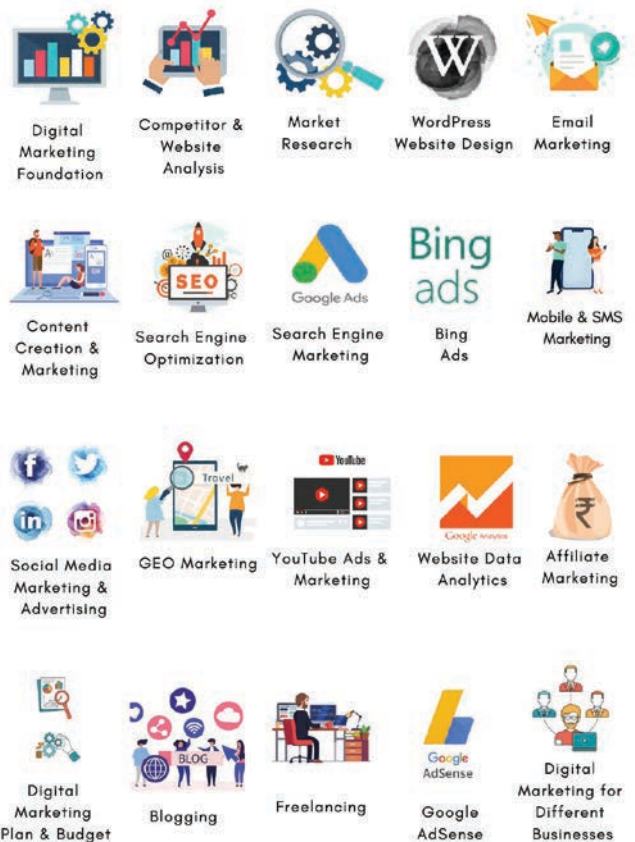 Digital
Marketing
Foundation
Competitor &
Website
Analysis
Market
Research
W
WordPress
Website Design
Email
Marketing
Content
Creation &
Marketing
SEO
Search Engine
Optimization
Google Ads
Search Engine
Marketing
Bing
ads
Bing
Ads
Mobile & SMS
Marketing
f
in
Social Media
Marketing &
Advertising
Travel
GEO Marketing
YouTube
YouTube Ads &
Marketing
Google Analytics
Website Data
Analytics
₹
Affiliate
Marketing
Digital
Marketing
Plan & Budget
BLOG
Blogging
Freelancing
Google
AdSense
Google
AdSense
Digital
Marketing for
Different
Businesses